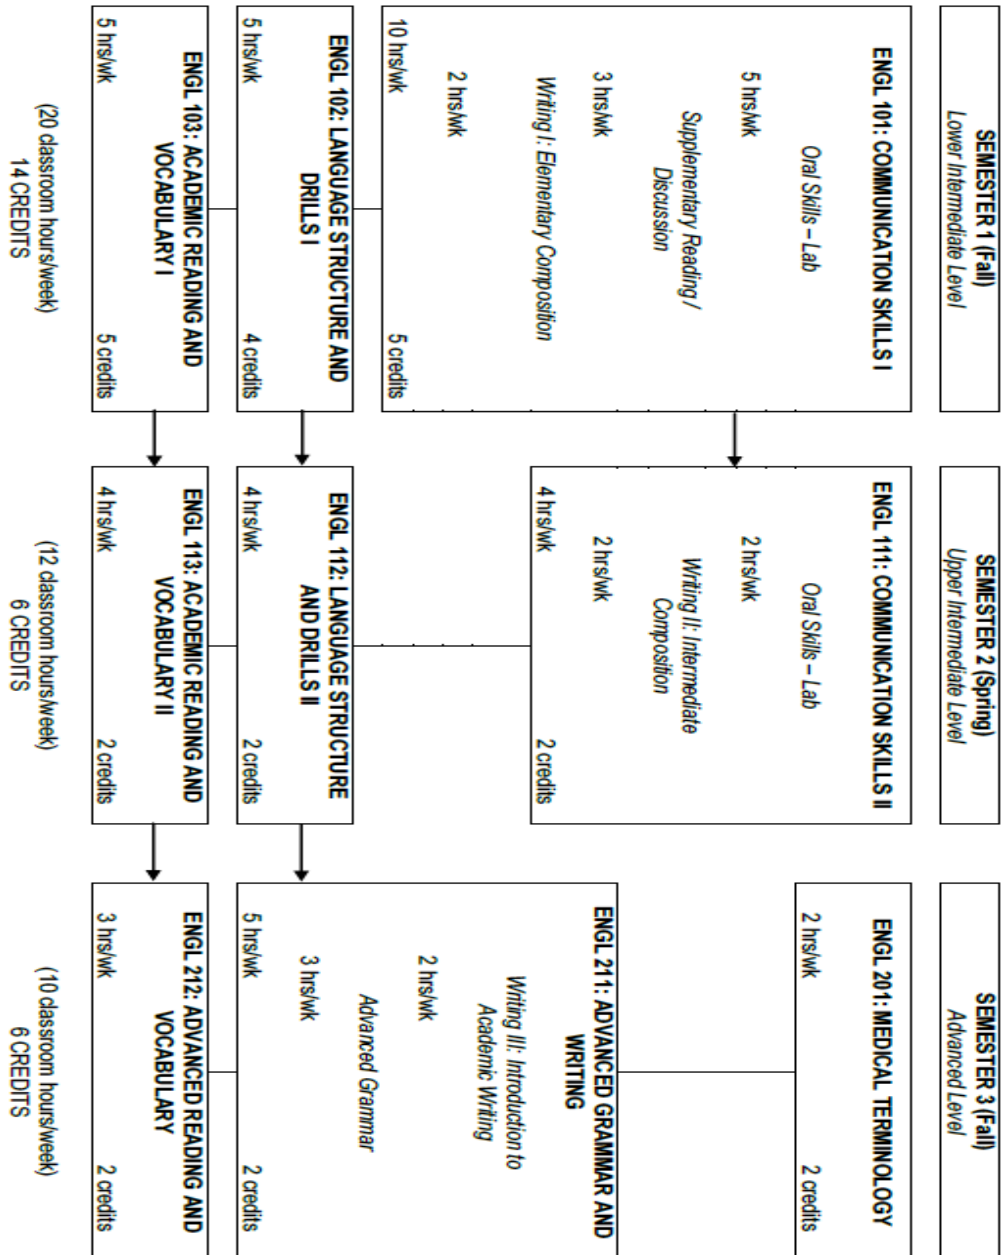 SEMESTER 1 (Fall)
Lower Intermediate Level
ENGL 101: COMMUNICATION SKILLS I
Oral Skills – Lab
5 hrs/wk
Supplementary Reading /
Discussion
3 hrs/wk
Writing I: Elementary Composition
2 hrs/wk
10 hrs/wk
5 credits
ENGL 102: LANGUAGE STRUCTURE AND
DRILLS I
5 hrs/wk
4 credits
ENGL 103: ACADEMIC READING AND
VOCABULARY I
5 hrs/wk
5 credits
(20 classroom hours/week)
14 CREDITS
SEMESTER 2 (Spring)
Upper Intermediate Level
ENGL 111: COMMUNICATION SKILLS II
Oral Skills – Lab
2 hrs/wk
Writing II: Intermediate
Composition
2 hrs/wk
4 hrs/wk
2 credits
ENGL 112: LANGUAGE STRUCTURE
AND DRILLS II
4 hrs/wk
2 credits
ENGL 113: ACADEMIC READING AND
VOCABULARY II
4 hrs/wk
2 credits
(12 classroom hours/week)
6 CREDITS
SEMESTER 3 (Fall)
Advanced Level
ENGL 201: MEDICAL TERMINOLOGY
2 hrs/wk
2 credits
ENGL 211: ADVANCED GRAMMAR AND
WRITING
Writing III: Introduction to
Academic Writing
2 hrs/wk
Advanced Grammar
3 hrs/wk
5 hrs/wk
2 credits
ENGL 212: ADVANCED READING AND
VOCABULARY
3 hrs/wk
2 credits
(10 classroom hours/week)
6 CREDITS